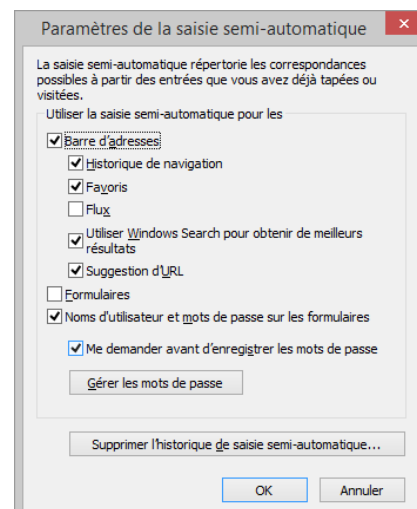 Paramètres de la saisie semi-automatique
La saisie semi-automatique répertorie les correspondances
possibles à partir des entrées que vous avez déjà tapées ou
visitées.
Utiliser la saisie semi-automatique pour les
Barre d'adresses
Historique de navigation
Favoris
Flux
Utiliser Windows Search pour obtenir de meilleurs
résultats
Suggestion d'URL
Formulaires
Noms d'utilisateur et mots de passe sur les formulaires
Me demander avant d'enregistrer les mots de passe
Gérer les mots de passe
Supprimer l'historique de saisie semi-automatique...
OK Annuler